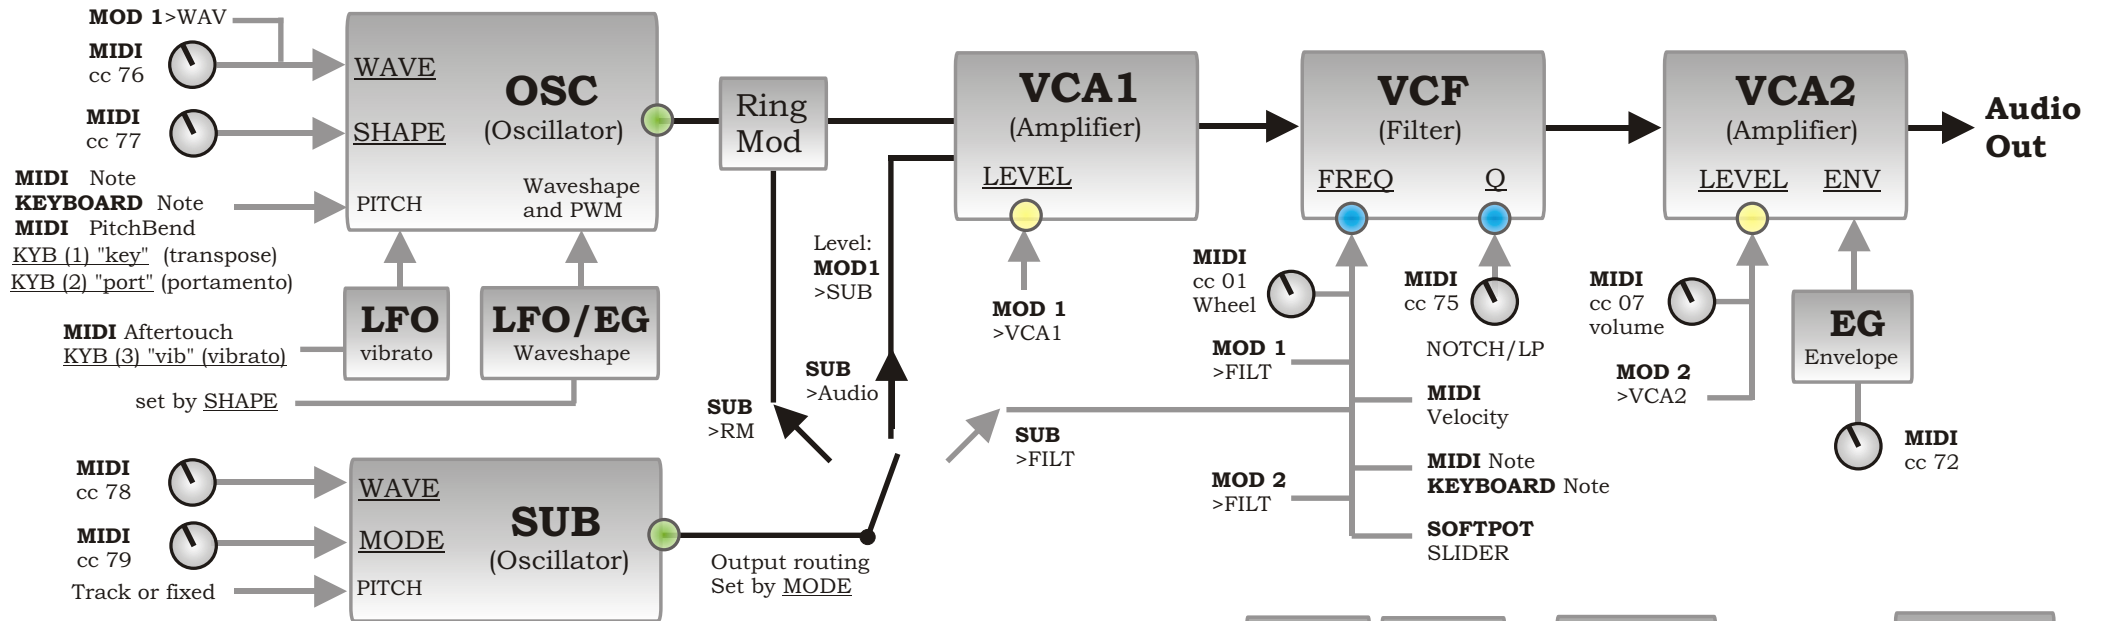 MOD 1>WAV
MIDI
cc 76
MIDI
cc 77
MIDI Note
KEYBOARD Note
MIDI PitchBend
KYB (1) "key" (transpose)
KYB (2) "port" (portamento)
WAVE
SHAPE
PITCH
OSC
(Oscillator)
Waveshape
and PWM
LFO
vibrato
LFO/EG
Waveshape
MIDI Aftertouch
KYB (3) "vib" (vibrato)
set by SHAPE
MIDI
cc 78
MIDI
cc 79
Track or fixed
WAVE
MODE
PITCH
SUB
(Oscillator)
Output routing
Set by MODE
Ring
Mod
SUB
>RM
Level:
MOD1
>SUB
SUB
>Audio
SUB
>FILT
VCA1
(Amplifier)
LEVEL
MOD 1
>VCA1
VCF
(Filter)
FREQ
Q
MIDI
cc 01
Wheel
MOD 1
>FILT
MOD 2
>FILT
MIDI
cc 75
NOTCH/LP
MIDI
Velocity
MIDI Note
KEYBOARD Note
SOFTPOT
SLIDER
VCA2
(Amplifier)
LEVEL
ENV
MIDI
cc 07
volume
MOD 2
>VCA2
EG
Envelope
MIDI
cc 72
Audio
Out